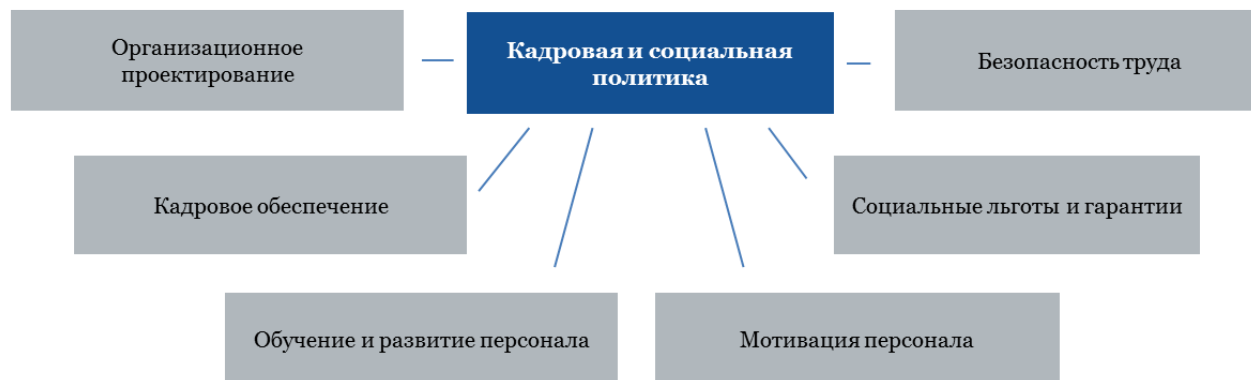 Организационное
проектирование
Кадровая и социальная
политика
Безопасность труда
Кадровое обеспечение
Социальные льготы и гарантии
Обучение и развитие персонала
Мотивация персонала